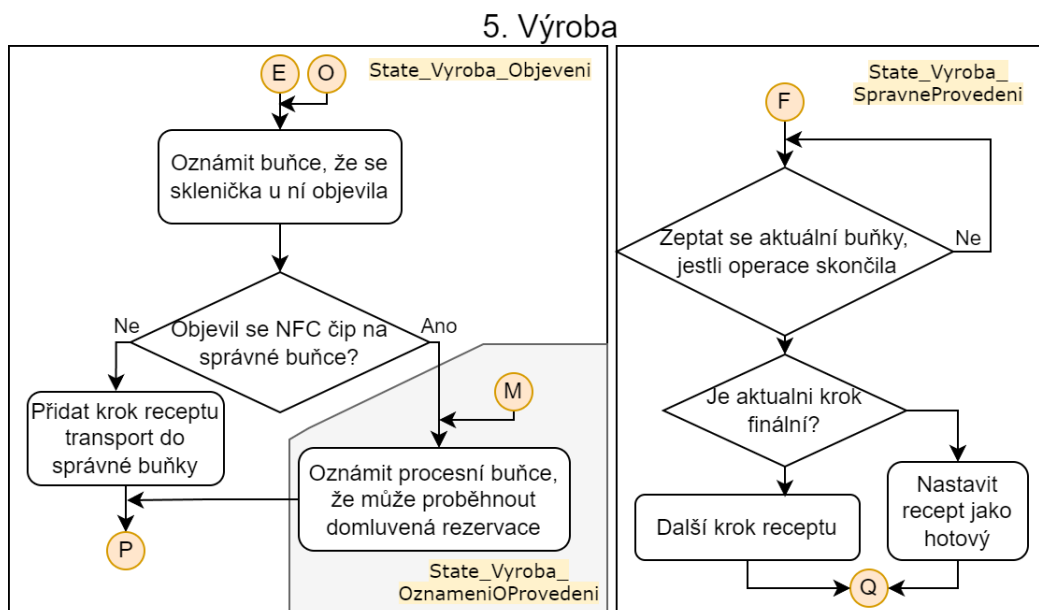 5. Výroba
E
O
State_Vyroba_Objeveni
Oznámit buňce, že se
sklenička u ní objevila
Objevil se NFC čip na
správné buňce?
Ne
Ano
Přidat krok receptu
transport do
správné buňky
M
Oznámit procesní buňce,
že může proběhnout
domluvená rezervace
P
State_Vyroba_
OznameniOProvedeni
State_Vyroba_
SpravneProvedeni
F
Zeptat se aktuální buňky,
jestli operace skončila
Ne
Je aktualni krok
finální?
Další krok receptu
Nastavit
recept jako
hotový
Q